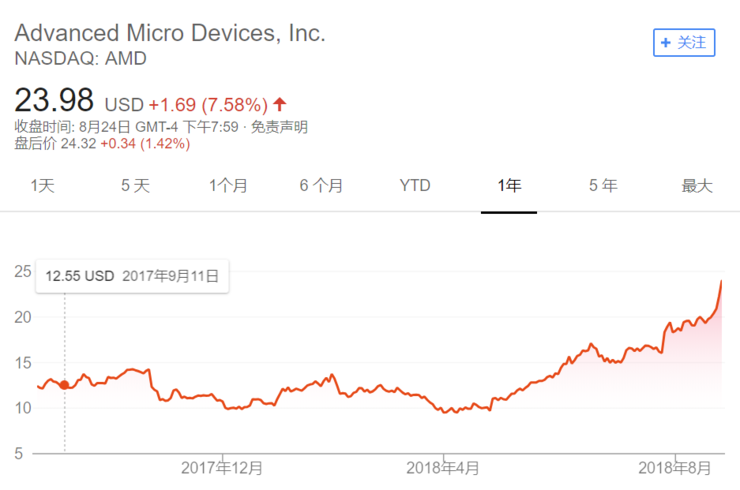 Advanced Micro Devices, Inc.
NASDAQ: AMD
+ 关注
23.98 USD +1.69 (7.58%)
收盘时间: 8月24日 GMT-4 下午7:59 · 免责声明
盘后价 24.32 +0.34 (1.42%)
1天 5 天 1个月 6 个月 YTD 1年 5 年 最大
12.55 USD 2017年9月11日
25
20
15
10
5
2017年12月 2018年4月 2018年8月